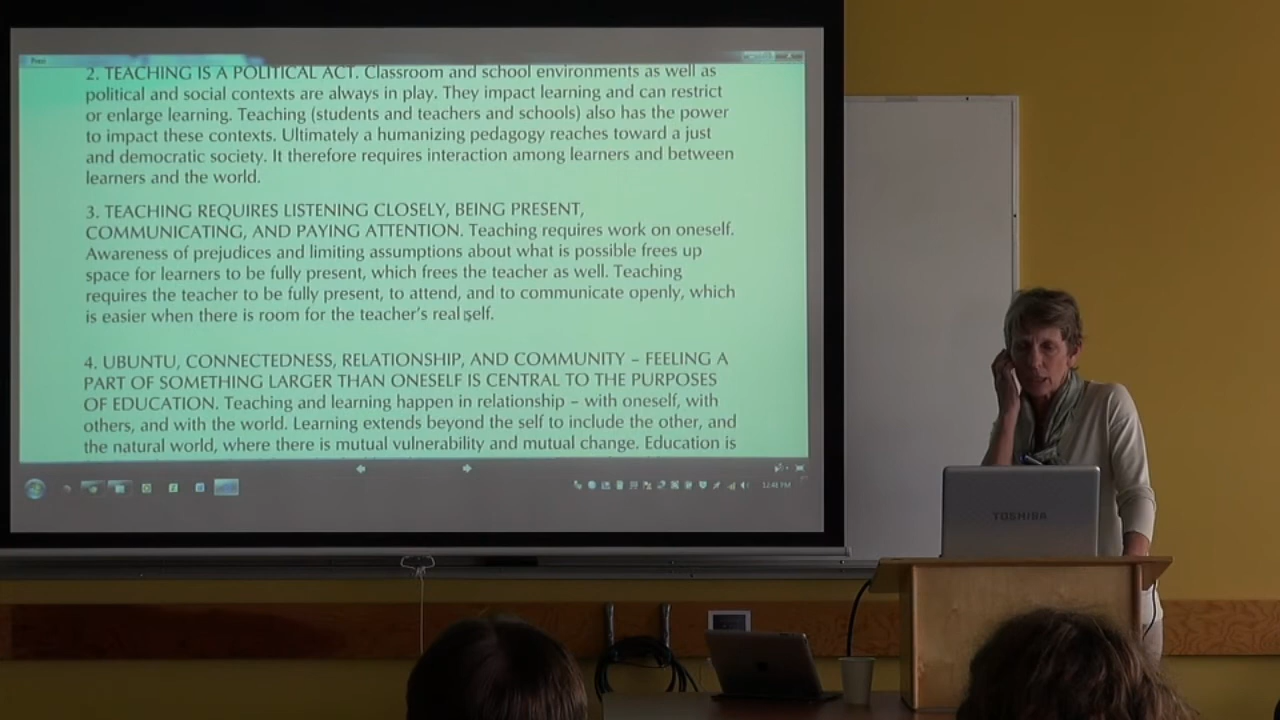 Prezi
2. TEACHING IS A POLITICAL ACT. Classroom and school environments as well as
political and social contexts are always in play. They impact learning and can restrict
or enlarge learning. Teaching (students and teachers and schools) also has the power
to impact these contexts. Ultimately a humanizing pedagogy reaches toward a just
and democratic society. It therefore requires interaction among learners and between
learners and the world.
3. TEACHING REQUIRES LISTENING CLOSELY, BEING PRESENT,
COMMUNICATING, AND PAYING ATTENTION. Teaching requires work on oneself.
Awareness of prejudices and limiting assumptions about what is possible frees up
space for learners to be fully present, which frees the teacher as well. Teaching
requires the teacher to be fully present, to attend, and to communicate openly, which
is easier when there is room for the teacher's real self.
4. UBUNTU, CONNECTEDNESS, RELATIONSHIP, AND COMMUNITY – FEELING A
PART OF SOMETHING LARGER THAN ONESELF IS CENTRAL TO THE PURPOSES
OF EDUCATION. Teaching and learning happen in relationship – with oneself, with
others, and with the world. Learning extends beyond the self to include the other, and
the natural world, where there is mutual vulnerability and mutual change. Education is
12:41 PM
TOSHIBA